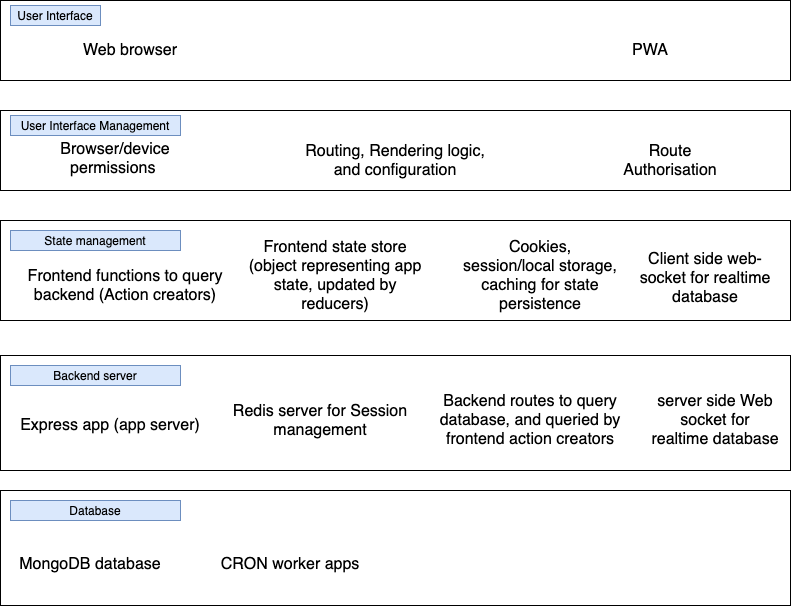 User Interface
Web browser
PWA
User Interface Management
Browser/device
permissions
Routing, Rendering logic,
and configuration
Route
Authorisation
State management
Frontend functions to query
backend (Action creators)
Frontend state store
(object representing app
state, updated by
reducers)
Cookies,
session/local storage,
caching for state
persistence
Client side web-
socket for realtime
database
Backend server
Express app (app server)
Redis server for Session
management
Backend routes to query
database, and queried by
frontend action creators
server side Web
socket for
realtime database
Database
MongoDB database
CRON worker apps